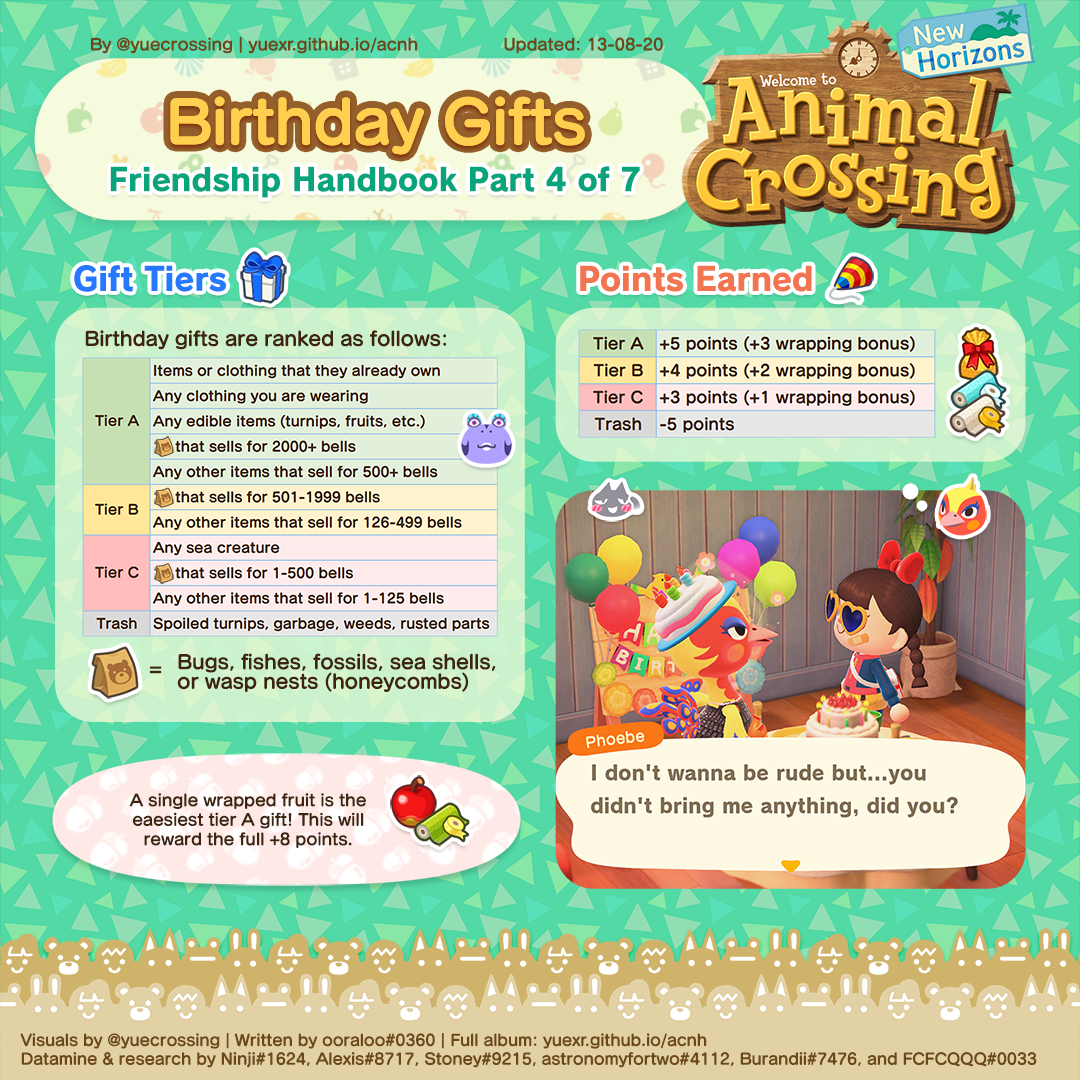 By @yuecrossing | yuexr.github.io/acnh
Updated: 13-08-20
New
Horizons
Welcome to
Animal
Crossing
Birthday Gifts
Friendship Handbook Part 4 of 7
Gift Tiers
Birthday gifts are ranked as follows:
Tier A
Items or clothing that they already own
Any clothing you are wearing
Any edible items (turnips, fruits, etc.)
that sells for 2000+ bells
Any other items that sell for 500+ bells
Tier B
that sells for 501-1999 bells
Any other items that sell for 126-499 bells
Tier C
Any sea creature
that sells for 1-500 bells
Any other items that sell for 1-125 bells
Trash
Spoiled turnips, garbage, weeds, rusted parts
= Bugs, fishes, fossils, sea shells,
or wasp nests (honeycombs)
A single wrapped fruit is the
eaesiest tier A gift! This will
reward the full +8 points.
Points Earned
Tier A +5 points (+3 wrapping bonus)
Tier B +4 points (+2 wrapping bonus)
Tier C +3 points (+1 wrapping bonus)
Trash -5 points
Phoebe
I don't wanna be rude but...you
didn't bring me anything, did you?
Visuals by @yuecrossing | Written by ooraloo#0360 | Full album: yuexr.github.io/acnh
Datamine & research by Ninji#1624, Alexis#8717, Stoney#9215, astronomyfortwo#4112, Burandii#7476, and FCFCQQQ#0033